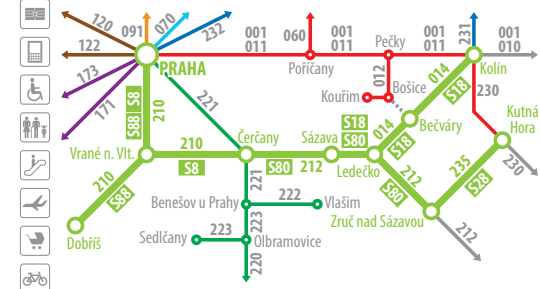 120
091
070
232
122
173
171
PRAHA
001
011
060
001
011
Pečky
001
011
231
001
010
Poříčany
Kolín
012
Bošice
Kouřim
014
S18
230
Kutná
Hora
Bečváry
S8
S88
210
221
Vrané n. Vlt.
210
S8
Čerčany
Sázava
S18
S80
014
S18
S80
212
Ledečko
212
S80
235
S28
230
210
S88
221
Benešov u Prahy
222
Vlašim
Zruč nad Sázavou
212
Dobříš
Sedlčany
223
223
Olbramovice
220